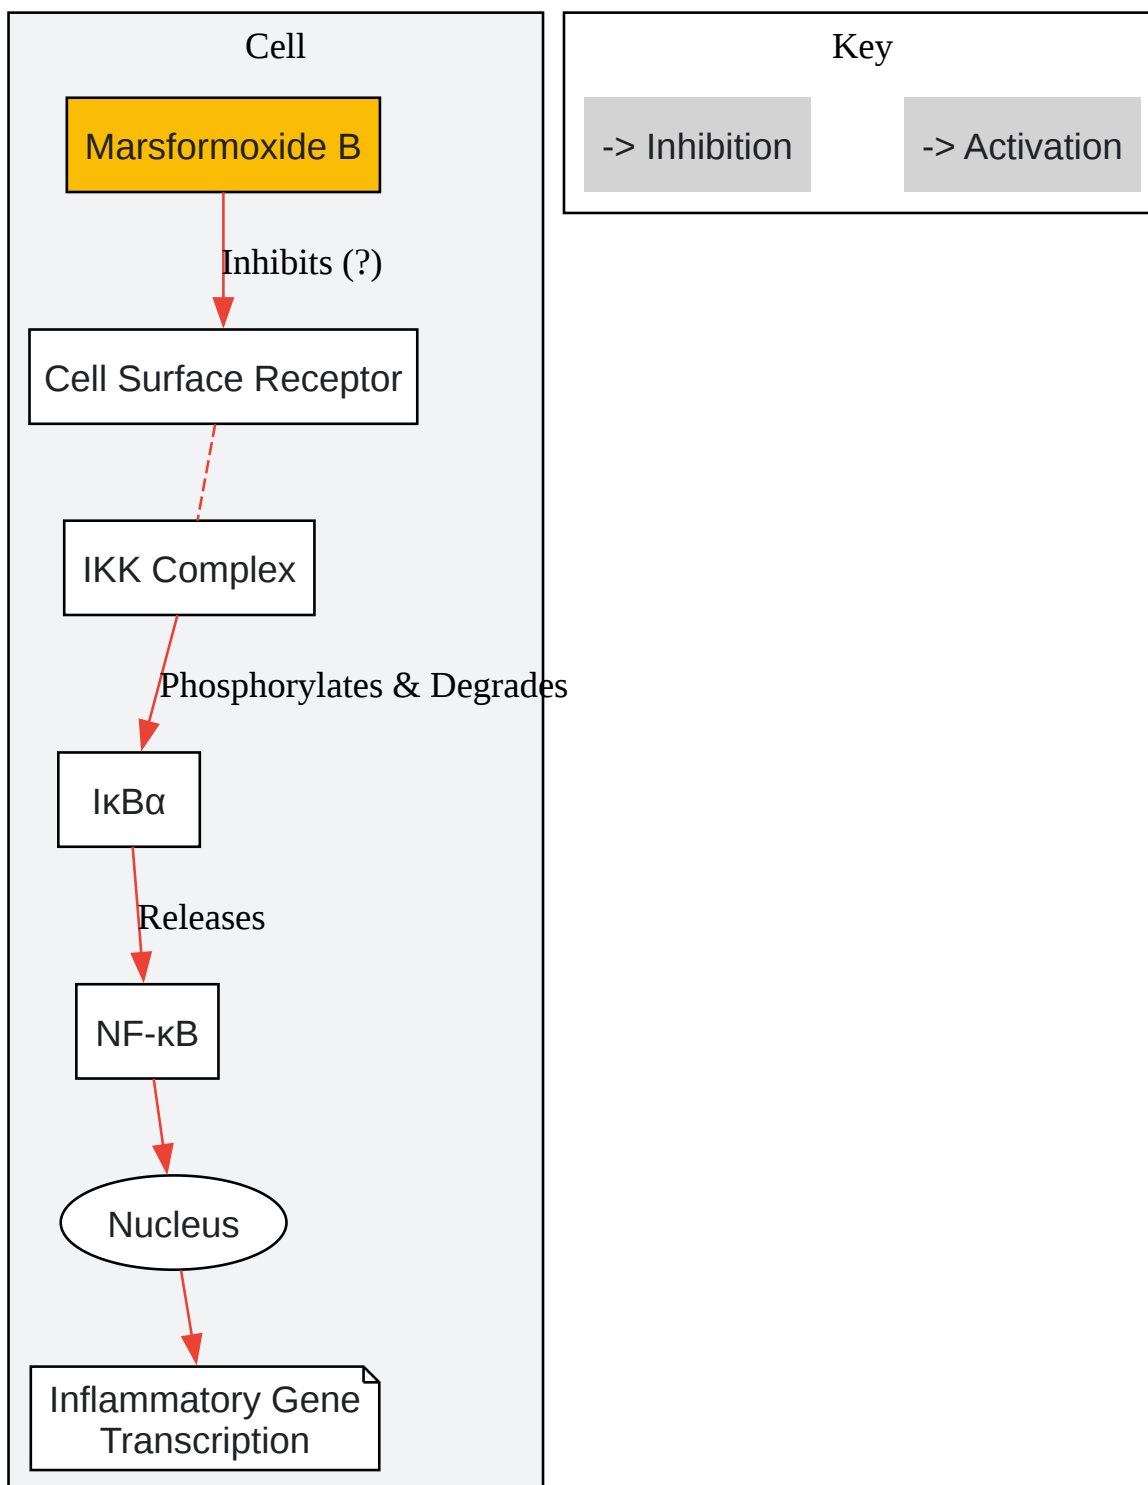 Cell
Marsformoxide B
Inhibits (?)
Cell Surface Receptor
IKK Complex
Phosphorylates & Degrades
IκBα
Releases
NF-κB
Nucleus
Inflammatory Gene
Transcription
Key
-> Inhibition
-> Activation